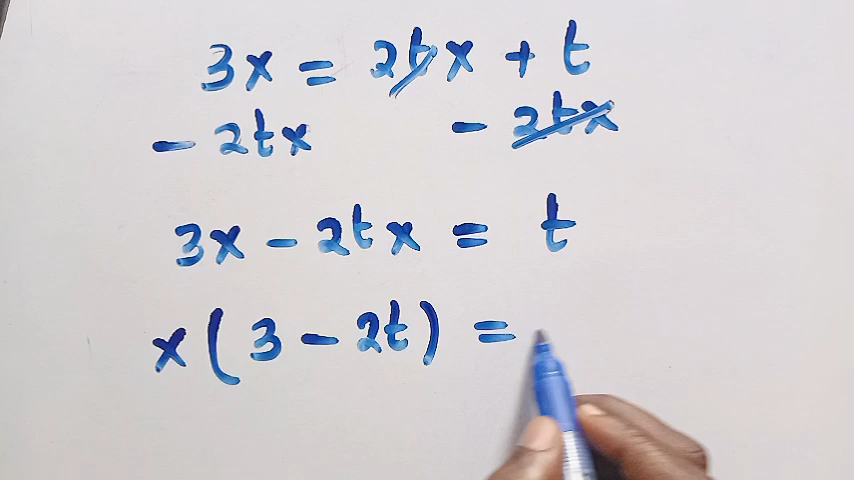 3x = 2tx + t
- 2tx - 2tx
3x - 2tx = t
x(3 - 2t) =